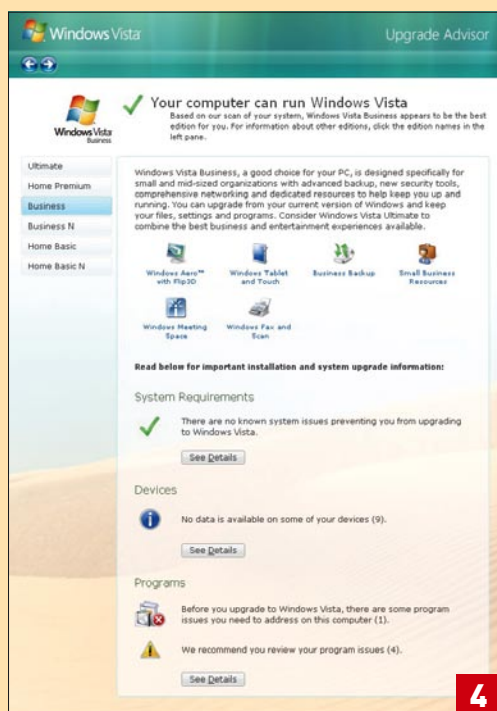 Windows Vista
Upgrade Advisor
Windows Vista
Business
Your computer can run Windows Vista
Based on our scan of your system, Windows Vista Business appears to be the best
edition for you. For information about other editions, click the edition names in the
left pane.
Ultimate
Home Premium
Business
Business N
Home Basic
Home Basic N
Windows Vista Business, a good choice for your PC, is designed specifically for
small and mid-sized organizations with advanced backup, new security tools,
comprehensive networking and dedicated resources to help keep you up and
running. You can upgrade from your current version of Windows and keep
your files, settings and programs. Consider Windows Vista Ultimate to
combine the best business and entertainment experiences available.
Windows Aero™
with Flip3D
Windows Tablet
and Touch
Business Backup
Small Business
Resources
Windows Meeting
Space
Windows Fax and
Scan
Read below for important installation and system upgrade information:
System Requirements
There are no known system issues preventing you from upgrading
to Windows Vista.
See Details
Devices
No data is available on some of your devices (9).
See Details
Programs
Before you upgrade to Windows Vista, there are some program
issues you need to address on this computer (1).
We recommend you review your program issues (4).
See Details
4